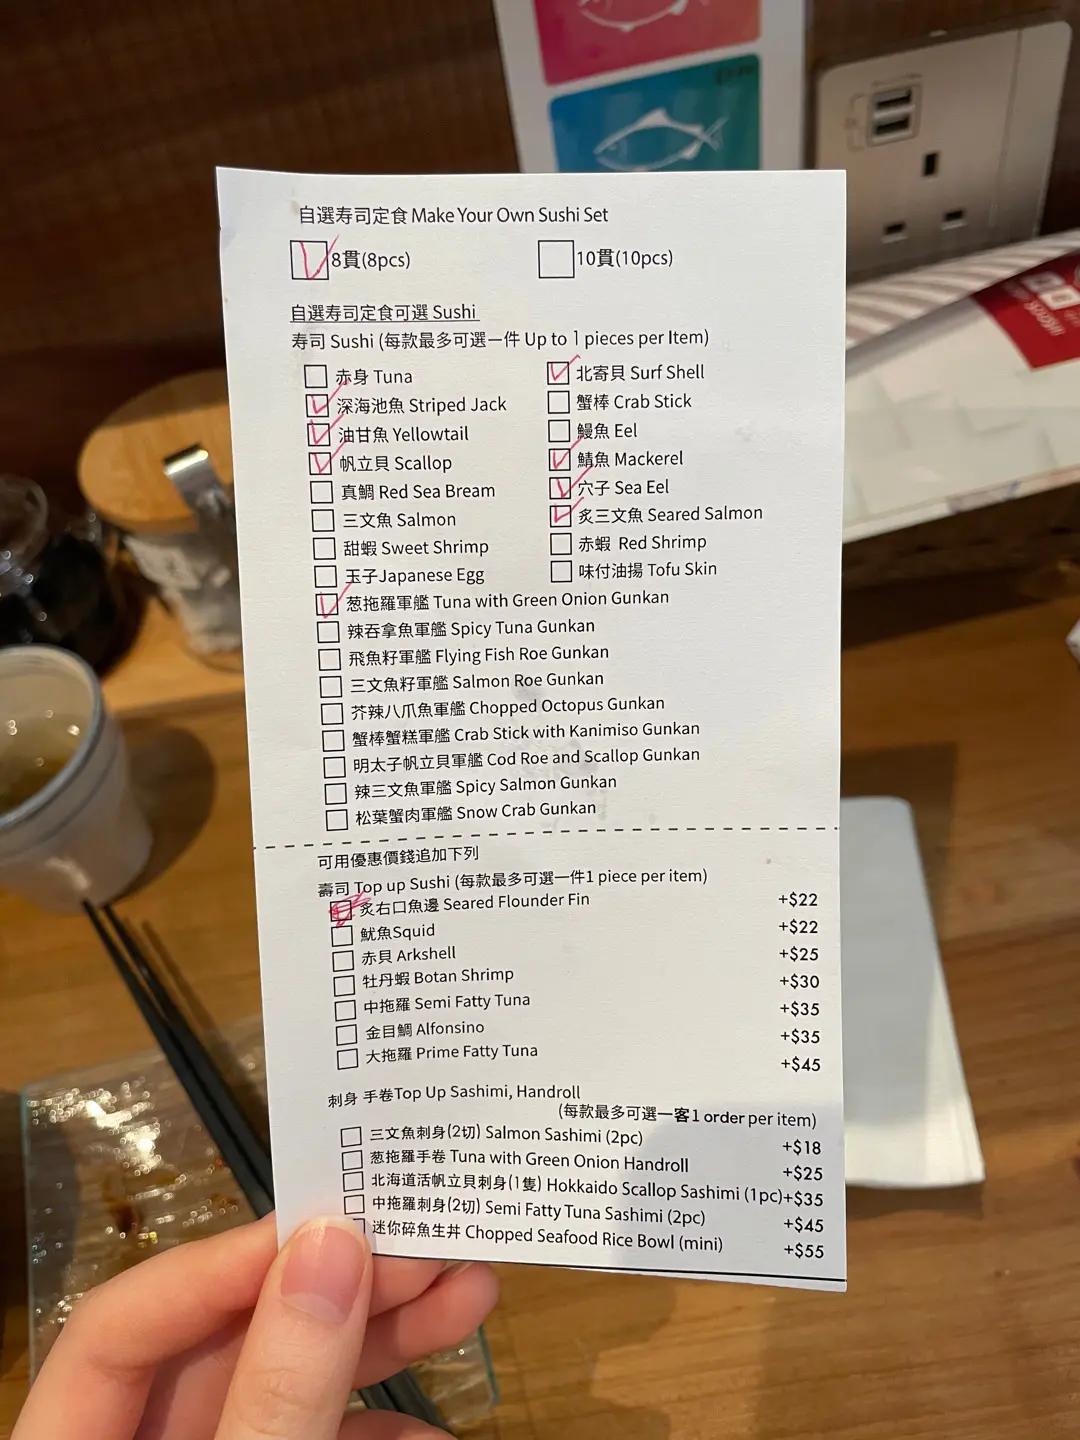 自選寿司定食 Make Your Own Sushi Set
8貫(8pcs) 10貫(10pcs)
自選寿司定食可選 Sushi
寿司 Sushi (每款最多可選一件 Up to 1 pieces per Item)
赤身 Tuna 北寄貝 Surf Shell
深海池魚 Striped Jack 蟹棒 Crab Stick
油甘魚 Yellowtail 鰻魚 Eel
帆立貝 Scallop 鯖魚 Mackerel
真鯛 Red Sea Bream 穴子 Sea Eel
三文魚 Salmon 炙三文魚 Seared Salmon
甜蝦 Sweet Shrimp 赤蝦 Red Shrimp
玉子Japanese Egg 味付油揚 Tofu Skin
葱拖羅軍艦 Tuna with Green Onion Gunkan
辣吞拿魚軍艦 Spicy Tuna Gunkan
飛魚籽軍艦 Flying Fish Roe Gunkan
三文魚籽軍艦 Salmon Roe Gunkan
芥辣八爪魚軍艦 Chopped Octopus Gunkan
蟹棒蟹糕軍艦 Crab Stick with Kanimiso Gunkan
明太子帆立貝軍艦 Cod Roe and Scallop Gunkan
辣三文魚軍艦 Spicy Salmon Gunkan
松葉蟹肉軍艦 Snow Crab Gunkan
可用優惠價錢追加下列
壽司 Top up Sushi (每款最多可選一件1 piece per item)
炙右口魚邊 Seared Flounder Fin +$22
魷魚Squid +$22
赤貝 Arkshell +$25
牡丹蝦 Botan Shrimp +$30
中拖羅 Semi Fatty Tuna +$35
金目鯛 Alfonsino +$35
大拖羅 Prime Fatty Tuna +$45
刺身 手卷Top Up Sashimi, Handroll
(每款最多可選一客1 order per item)
三文魚刺身(2切) Salmon Sashimi (2pc) +$18
葱拖羅手卷 Tuna with Green Onion Handroll +$25
北海道活帆立貝刺身(1隻) Hokkaido Scallop Sashimi (1pc)+$35
中拖羅刺身(2切) Semi Fatty Tuna Sashimi (2pc) +$45
迷你碎魚生丼 Chopped Seafood Rice Bowl (mini) +$55